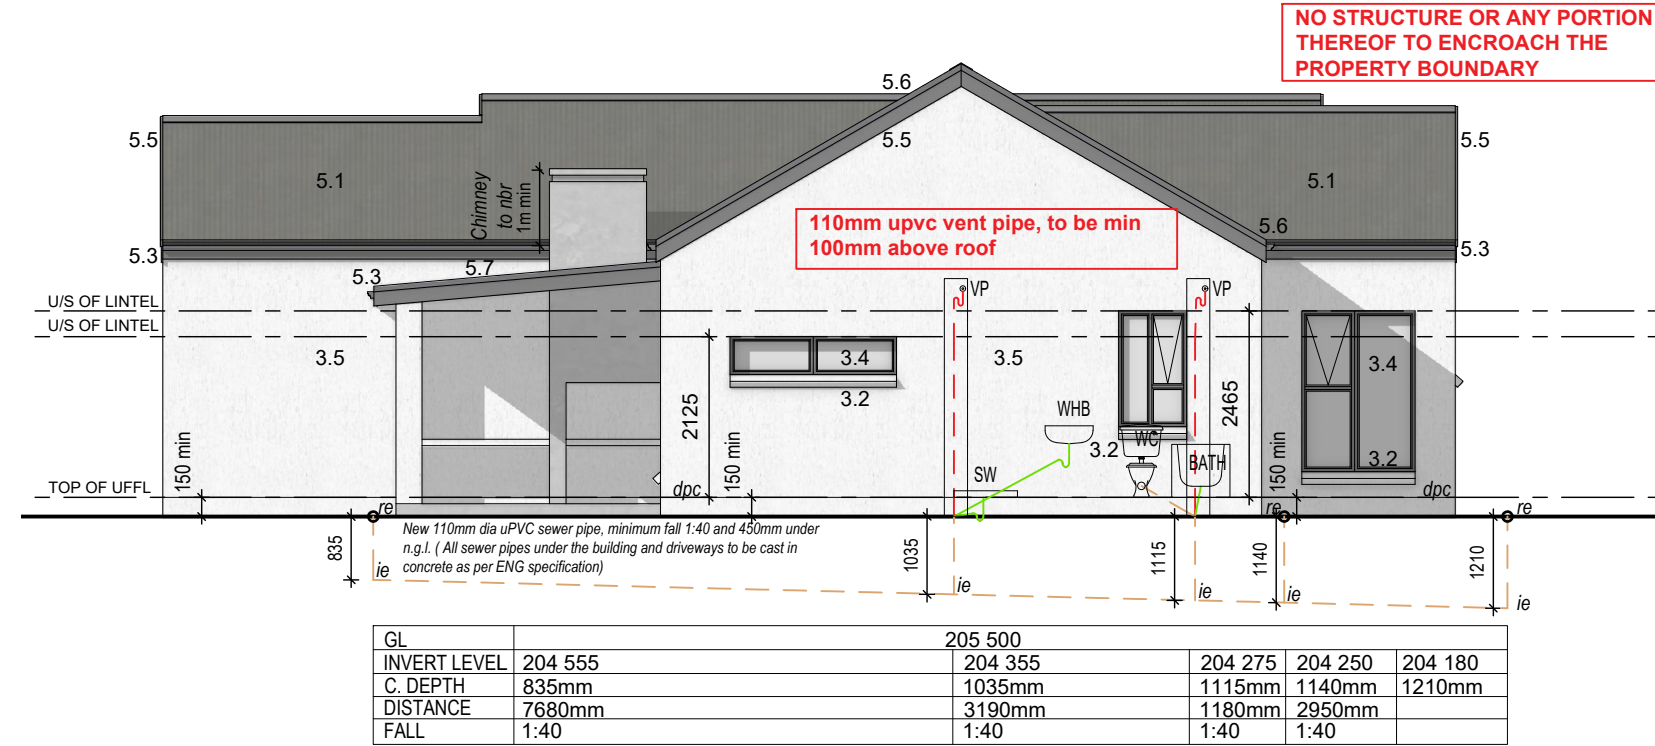 NO STRUCTURE OR ANY PORTION
THEREOF TO ENCROACH THE
PROPERTY BOUNDARY
5.6
5.5
5.5
5.5
5.1
5.1
Chimney
to nbr
1m min
110mm upvc vent pipe, to be min
100mm above roof
5.6
5.3
5.3
5.7
5.3
VP
VP
U/S OF LINTEL
U/S OF LINTEL
3.5
3.4
3.5
3.4
3.2
2125
2465
WHB
3.2
WC
BATH
3.2
SW
150 min
150 min
150 min
TOP OF UFFL
dpc
dpc
re
re
re
New 110mm dia uPVC sewer pipe, minimum fall 1:40 and 450mm under
n.g.l. ( All sewer pipes under the building and driveways to be cast in
concrete as per ENG specification)
835
1035
1115
1140
1210
ie
ie
ie
ie
ie
GL 205 500
INVERT LEVEL 204 555 204 355 204 275 204 250 204 180
C. DEPTH 835mm 1035mm 1115mm 1140mm 1210mm
DISTANCE 7680mm 3190mm 1180mm 2950mm
FALL 1:40 1:40 1:40 1:40